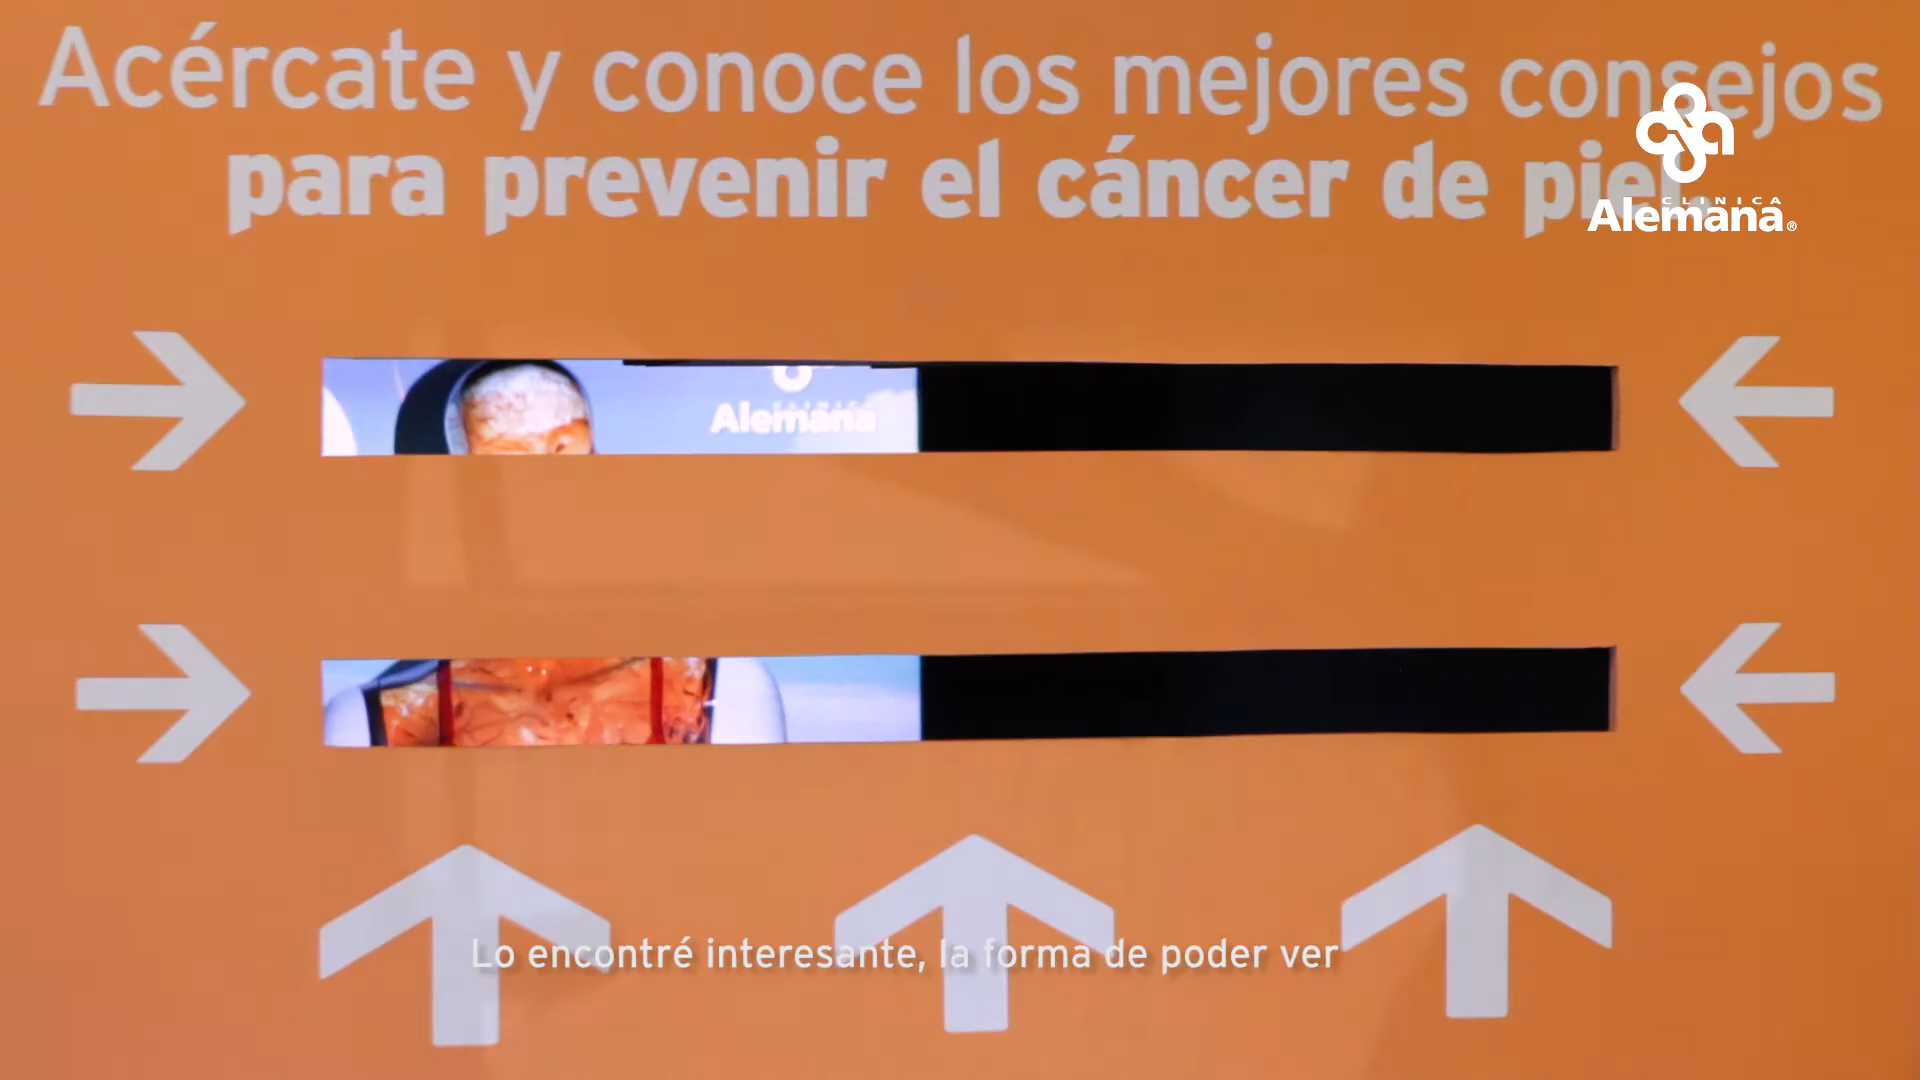 Acércate y conoce los mejores consejos
para prevenir el cáncer de piel
CLINICA
Alemana®
Alemana
Lo encontré interesante, la forma de poder ver